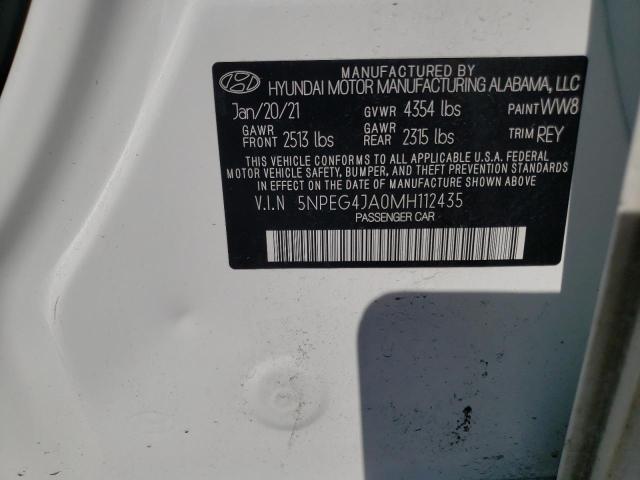 MANUFACTURED BY
HYUNDAI MOTOR MANUFACTURING ALABAMA, LLC
Jan/20/21 GVWR 4354 lbs PAINT WW8
GAWR FRONT 2513 lbs GAWR REAR 2315 lbs TRIM REY
THIS VEHICLE CONFORMS TO ALL APPLICABLE U.S.A. FEDERAL
MOTOR VEHICLE SAFETY, BUMPER, AND THEFT PREVENTION STANDARDS
IN EFFECT ON THE DATE OF MANUFACTURE SHOWN ABOVE.
V.I.N 5NPEG4JA0MH112435
PASSENGER CAR